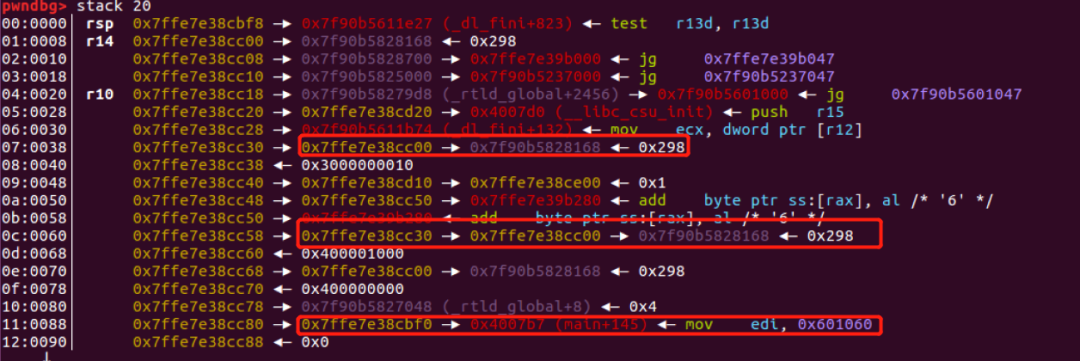 pwndbg> stack 20
00:0000│ rsp 0x7ffe7e38cbf8 —▸ 0x7f90b5611e27 (_dl_fini+823) ◂— test   r13d, r13d
01:0008│ r14 0x7ffe7e38cc00 —▸ 0x7f90b5828168 ◂— 0x298
02:0010│     0x7ffe7e38cc08 —▸ 0x7f90b5828700 —▸ 0x7ffe7e39b000 ◂— jg     0x7ffe7e39b047
03:0018│     0x7ffe7e38cc10 —▸ 0x7f90b5825000 —▸ 0x7f90b5237000 ◂— jg     0x7f90b5237047
04:0020│ r10 0x7ffe7e38cc18 —▸ 0x7f90b58279d8 (_rtld_global+2456) —▸ 0x7f90b5601000 ◂— jg     0x7f90b5601047
05:0028│     0x7ffe7e38cc20 —▸ 0x7ffe7e38cd20 —▸ 0x4007d0 (__libc_csu_init) ◂— push   r15
06:0030│     0x7ffe7e38cc28 —▸ 0x7f90b5611b74 (_dl_fini+132) ◂— mov    ecx, dword ptr [r12]
07:0038│     0x7ffe7e38cc30 —▸ 0x7ffe7e38cc00 —▸ 0x7f90b5828168 ◂— 0x298
08:0040│     0x7ffe7e38cc38 ◂— 0x3000000010
09:0048│     0x7ffe7e38cc40 —▸ 0x7ffe7e38cd10 —▸ 0x7ffe7e38ce00 ◂— 0x1
0a:0050│     0x7ffe7e38cc48 —▸ 0x7ffe7e38cc50 —▸ 0x7ffe7e39b280 ◂— add    byte ptr ss:[rax], al /* '6' */
0b:0058│     0x7ffe7e38cc50 —▸ 0x7ffe7e39b280 ◂— add    byte ptr ss:[rax], al /* '6' */
0c:0060│     0x7ffe7e38cc58 —▸ 0x7ffe7e38cc30 —▸ 0x7ffe7e38cc00 —▸ 0x7f90b5828168 ◂— 0x298
0d:0068│     0x7ffe7e38cc60 ◂— 0x400001000
0e:0070│     0x7ffe7e38cc68 —▸ 0x7ffe7e38cc00 —▸ 0x7f90b5828168 ◂— 0x298
0f:0078│     0x7ffe7e38cc70 ◂— 0x400000000
10:0080│     0x7ffe7e38cc78 —▸ 0x7f90b5827048 (_rtld_global+8) ◂— 0x4
11:0088│     0x7ffe7e38cc80 —▸ 0x7ffe7e38cbf0 —▸ 0x4007b7 (main+145) ◂— mov    edi, 0x601060
12:0090│     0x7ffe7e38cc88 ◂— 0x0